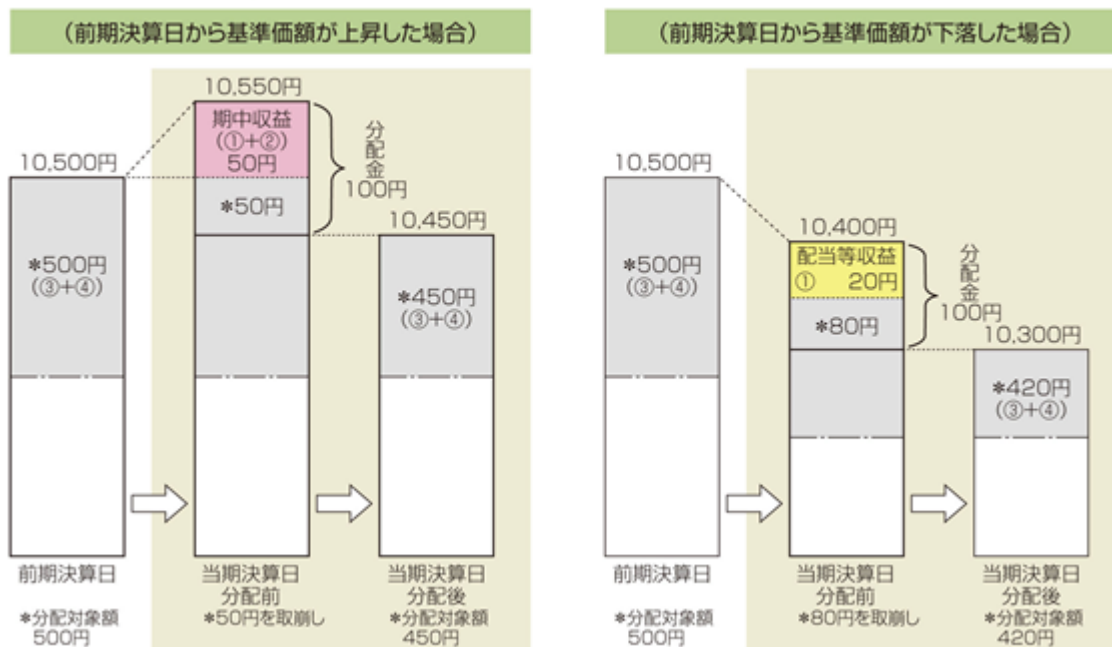 (前期決算日から基準価額が上昇した場合)
10,550円
期中収益
(①+②)
50円
分配金
100円
10,500円
*50円
10,450円
*500円
(③+④)
*450円
(③+④)
前期決算日
当期決算日
分配前
当期決算日
分配後
*分配対象額
500円
*50円を取崩し
*分配対象額
450円
(前期決算日から基準価額が下落した場合)
10,500円
10,400円
配当等収益
① 20円
分配金
100円
*500円
(③+④)
*80円
10,300円
*420円
(③+④)
前期決算日
当期決算日
分配前
当期決算日
分配後
*分配対象額
500円
*80円を取崩し
*分配対象額
420円